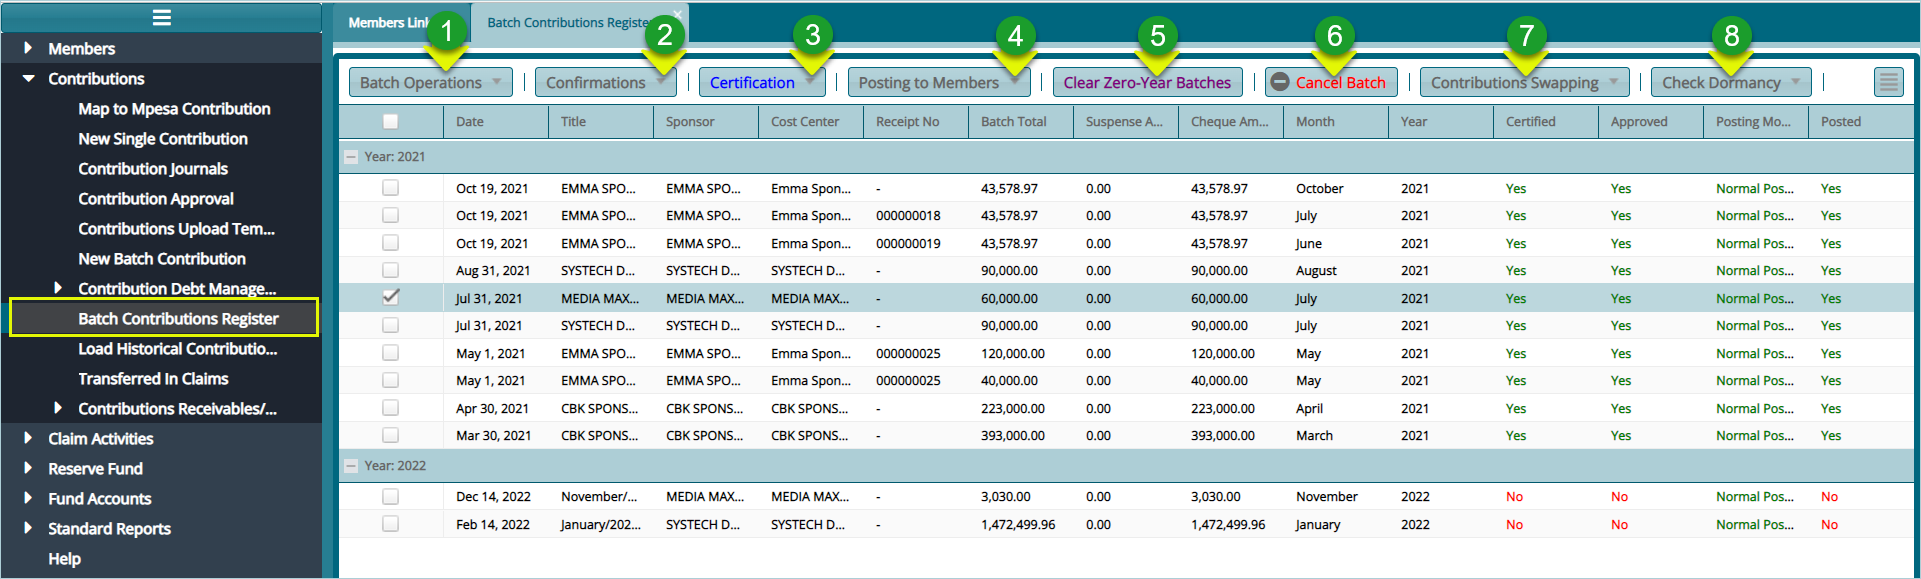 Members Lin
Batch Contributions Registe
1
2
3
4
5
6
7
8
Members
Contributions
Map to Mpesa Contribution
New Single Contribution
Contribution Journals
Contribution Approval
Contributions Upload Tem...
New Batch Contribution
Contribution Debt Manage...
Batch Contributions Register
Load Historical Contributio...
Transferred In Claims
Contributions Receivables/...
Claim Activities
Reserve Fund
Fund Accounts
Standard Reports
Help
Batch Operations | Confirmations | Certification | Posting to Members | Clear Zero-Year Batches | Cancel Batch | Contributions Swapping | Check Dormancy |
Date Title Sponsor Cost Center Receipt No Batch Total Suspense A... Cheque Am... Month Year Certified Approved Posting Mo... Posted
Year: 2021
Oct 19, 2021 EMMA SPO... EMMA SPO... Emma Spon... - 43,578.97 0.00 43,578.97 October 2021 Yes Yes Normal Pos... Yes
Oct 19, 2021 EMMA SPO... EMMA SPO... Emma Spon... 000000018 43,578.97 0.00 43,578.97 July 2021 Yes Yes Normal Pos... Yes
Oct 19, 2021 EMMA SPO... EMMA SPO... Emma Spon... 000000019 43,578.97 0.00 43,578.97 June 2021 Yes Yes Normal Pos... Yes
Aug 31, 2021 SYSTECH D... SYSTECH D... SYSTECH D... - 90,000.00 0.00 90,000.00 August 2021 Yes Yes Normal Pos... Yes
Jul 31, 2021 MEDIA MAX... MEDIA MAX... MEDIA MAX... - 60,000.00 0.00 60,000.00 July 2021 Yes Yes Normal Pos... Yes
Jul 31, 2021 SYSTECH D... SYSTECH D... SYSTECH D... - 90,000.00 0.00 90,000.00 July 2021 Yes Yes Normal Pos... Yes
May 1, 2021 EMMA SPO... EMMA SPO... Emma Spon... 000000025 120,000.00 0.00 120,000.00 May 2021 Yes Yes Normal Pos... Yes
May 1, 2021 EMMA SPO... EMMA SPO... Emma Spon... 000000025 40,000.00 0.00 40,000.00 May 2021 Yes Yes Normal Pos... Yes
Apr 30, 2021 CBK SPONS... CBK SPONS... CBK SPONS... - 223,000.00 0.00 223,000.00 April 2021 Yes Yes Normal Pos... Yes
Mar 30, 2021 CBK SPONS... CBK SPONS... CBK SPONS... - 393,000.00 0.00 393,000.00 March 2021 Yes Yes Normal Pos... Yes
Year: 2022
Dec 14, 2022 November/... MEDIA MAX... MEDIA MAX... - 3,030.00 0.00 3,030.00 November 2022 No No Normal Pos... No
Feb 14, 2022 January/202... SYSTECH D... SYSTECH D... - 1,472,499.96 0.00 1,472,499.96 January 2022 No No Normal Pos... No